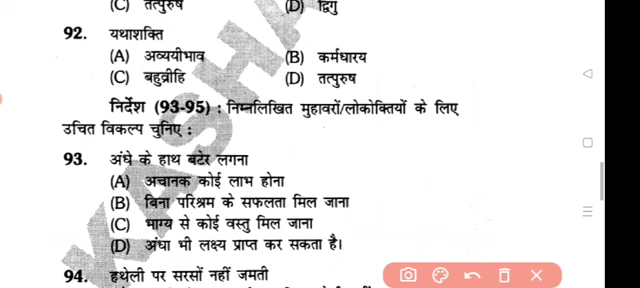 (C) तत्पुरुष (D) द्विगु
92. यथाशक्ति
(A) अव्ययीभाव (B) कर्मधारय
(C) बहुव्रीहि (D) तत्पुरुष
निर्देश (93-95) : निम्नलिखित मुहावरों/लोकोक्तियों के लिए
उचित विकल्प चुनिए :
93. अंधे के हाथ बटेर लगना
(A) अचानक कोई लाभ होना
(B) बिना परिश्रम के सफलता मिल जाना
(C) भाग्य से कोई वस्तु मिल जाना
(D) अंधा भी लक्ष्य प्राप्त कर सकता है।
94. हथेली पर सरसों नहीं जमती